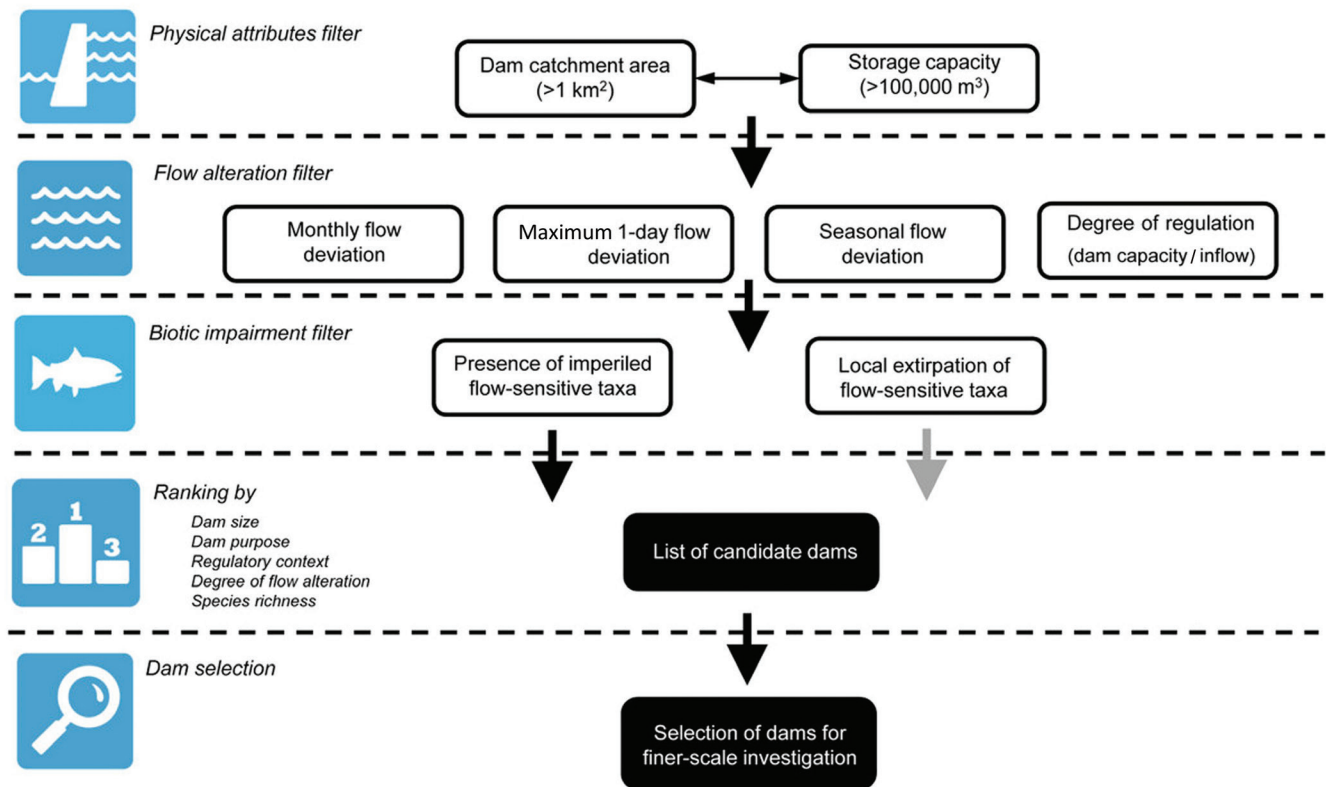 Physical attributes filter
Dam catchment area
(>1 km²)
Storage capacity
(>100,000 m³)
Flow alteration filter
Monthly flow
deviation
Maximum 1-day flow
deviation
Seasonal flow
deviation
Degree of regulation
(dam capacity / inflow)
Biotic impairment filter
Presence of imperiled
flow-sensitive taxa
Local extirpation of
flow-sensitive taxa
Ranking by
2 1 3
Dam size
Dam purpose
Regulatory context
Degree of flow alteration
Species richness
List of candidate dams
Dam selection
Selection of dams for
finer-scale investigation